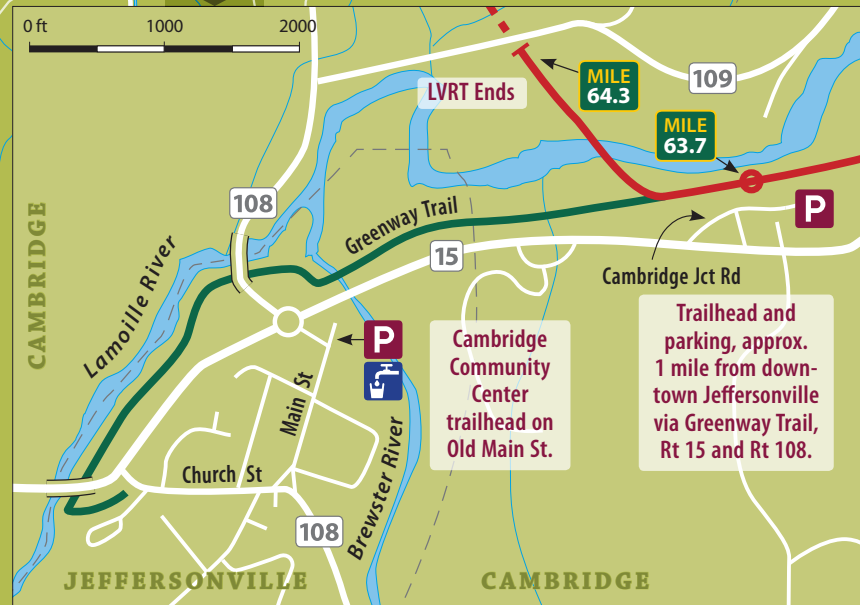 0 ft 1000 2000
LVRT Ends
MILE
64.3
109
MILE
63.7
108
CAMBRIDGE
Lamoille River
Greenway Trail
15
P
Cambridge Jct Rd
P
Main St
Cambridge
Community
Center
trailhead on
Old Main St.
Trailhead and
parking, approx.
1 mile from down-
town Jeffersonville
via Greenway Trail,
Rt 15 and Rt 108.
Church St
Brewster River
108
JEFFERSONVILLE
CAMBRIDGE